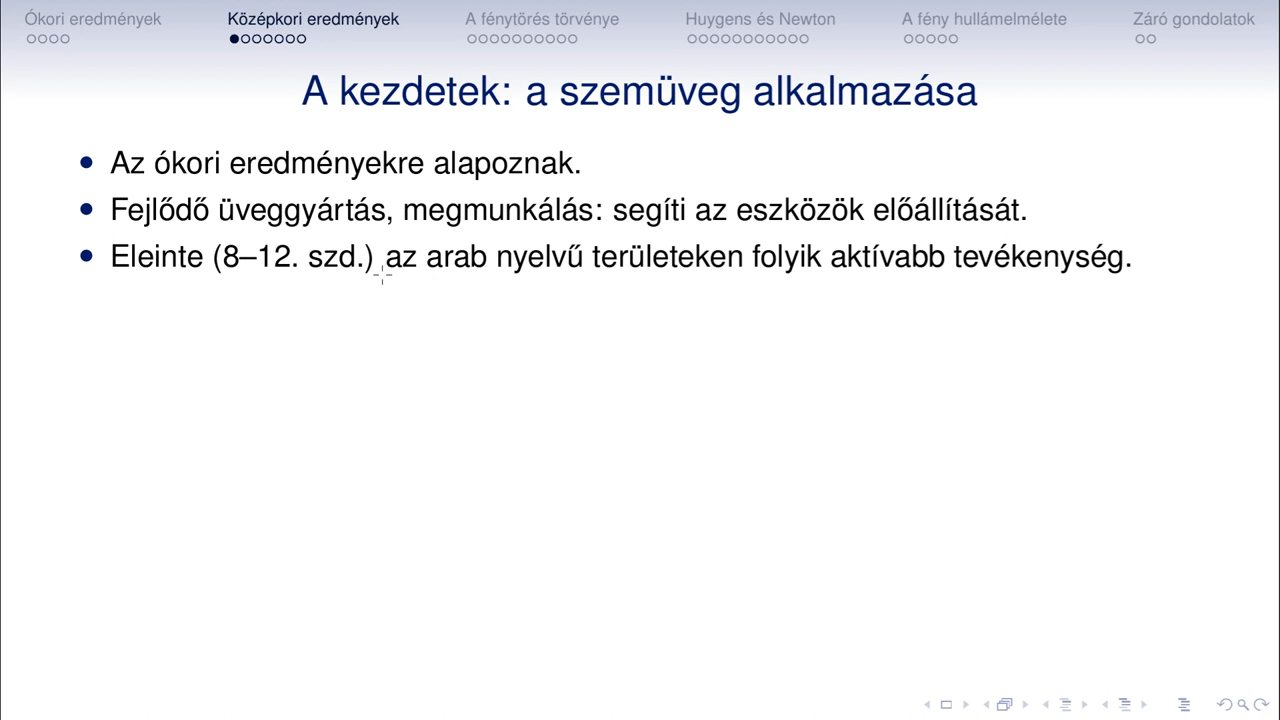 Ókori eredmények
Középkori eredmények
A fénytörés törvénye
Huygens és Newton
A fény hullámelmélete
Záró gondolatok
A kezdetek: a szemüveg alkalmazása
Az ókori eredményekre alapoznak.
Fejlődő üveggyártás, megmunkálás: segíti az eszközök előállítását.
Eleinte (8–12. szd.) az arab nyelvű területeken folyik aktívabb tevékenység.